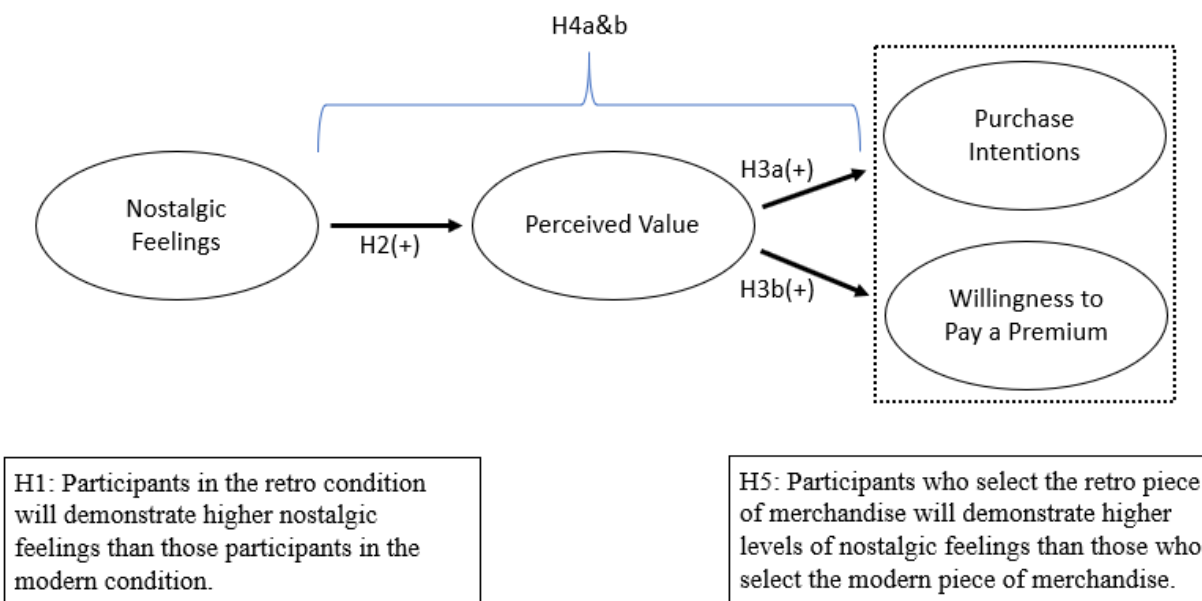 H4a&b
Purchase
Intentions
H3a(+)
Nostalgic
Feelings
Perceived Value
H2(+)
H3b(+)
Willingness to
Pay a Premium
H1: Participants in the retro condition
will demonstrate higher nostalgic
feelings than those participants in the
modern condition.
H5: Participants who select the retro piece
of merchandise will demonstrate higher
levels of nostalgic feelings than those who
select the modern piece of merchandise.